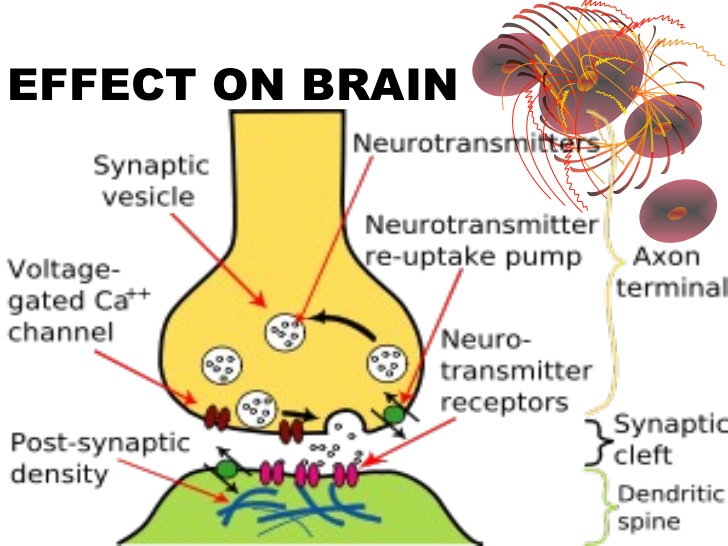 EFFECT ON BRAIN
Neurotransmitters
Synaptic
vesicle
Neurotransmitter
re-uptake pump
Voltage-
gated Ca++
channel
Axon
terminal
Neuro-
transmitter
receptors
Post-synaptic
density
Synaptic
cleft
Dendritic
spine